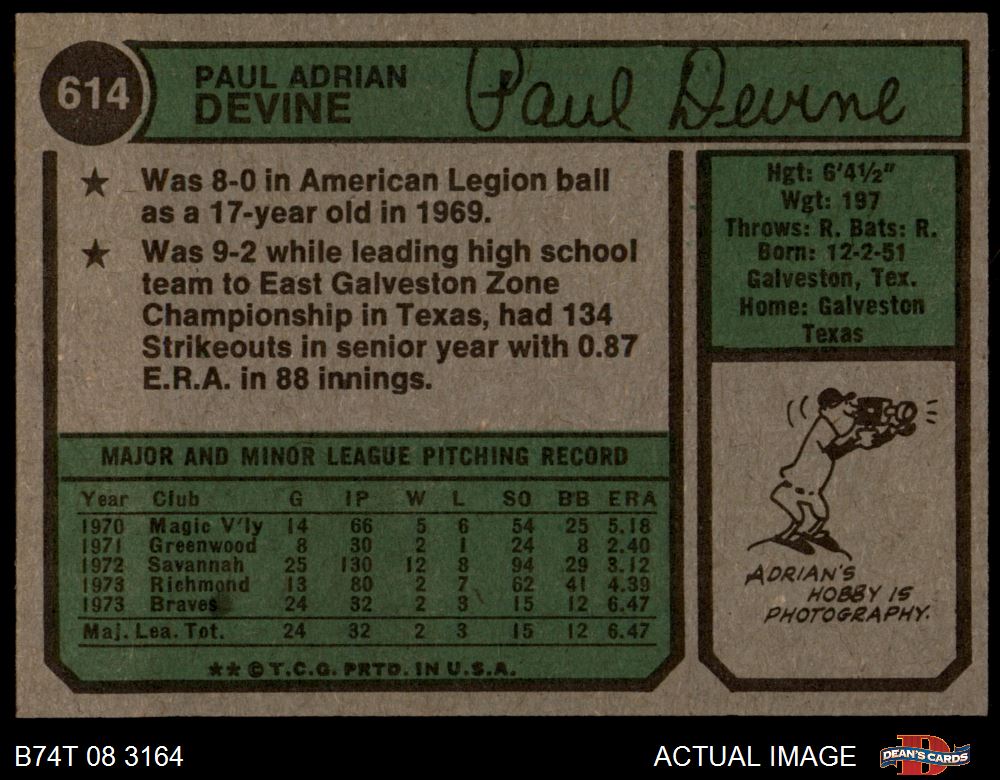 614
PAUL ADRIAN
DEVINE
Paul Devine
★ Was 8-0 in American Legion ball
as a 17-year old in 1969.
★ Was 9-2 while leading high school
team to East Galveston Zone
Championship in Texas, had 134
Strikeouts in senior year with 0.87
E.R.A. in 88 innings.
Hgt: 6'4½"
Wgt: 197
Throws: R. Bats: R.
Born: 12-2-51
Galveston, Tex.
Home: Galveston
Texas
MAJOR AND MINOR LEAGUE PITCHING RECORD
Year Club G IP W L SO BB ERA
1970 Magic V'ly 14 66 5 6 54 25 5.18
1971 Greenwood 8 30 2 1 24 8 2.40
1972 Savannah 25 130 12 8 94 29 3.12
1973 Richmond 13 80 2 7 62 41 4.39
1973 Braves 24 32 2 3 15 12 6.47
Maj. Lea. Tot. 24 32 2 3 15 12 6.47
** © T.C.G. PRTD. IN U.S.A.
ADRIAN'S
HOBBY IS
PHOTOGRAPHY.
B74T 08 3164
ACTUAL IMAGE
DEAN'S CARDS